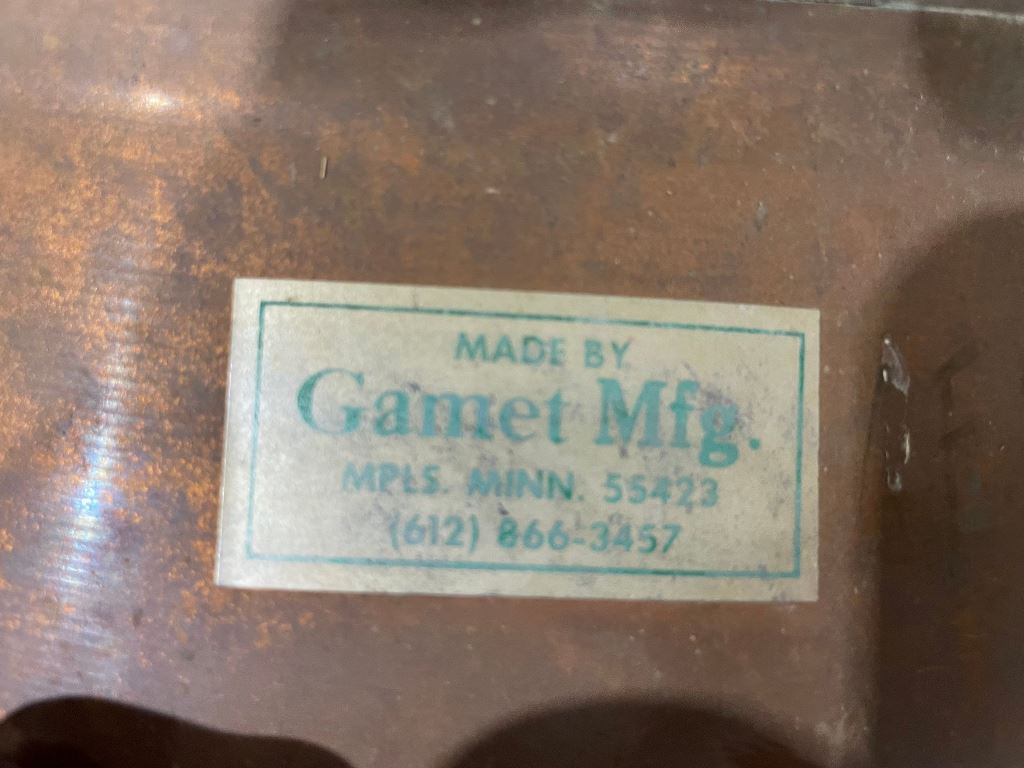 MADE BY
Gamet Mfg.
MPLS. MINN. 55423
(612) 866-3457